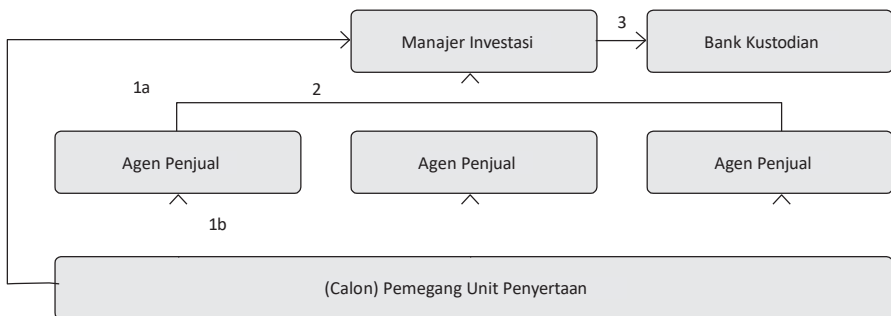 Manajer Investasi
3
Bank Kustodian
1a
2
Agen Penjual
Agen Penjual
Agen Penjual
1b
(Calon) Pemegang Unit Penyertaan